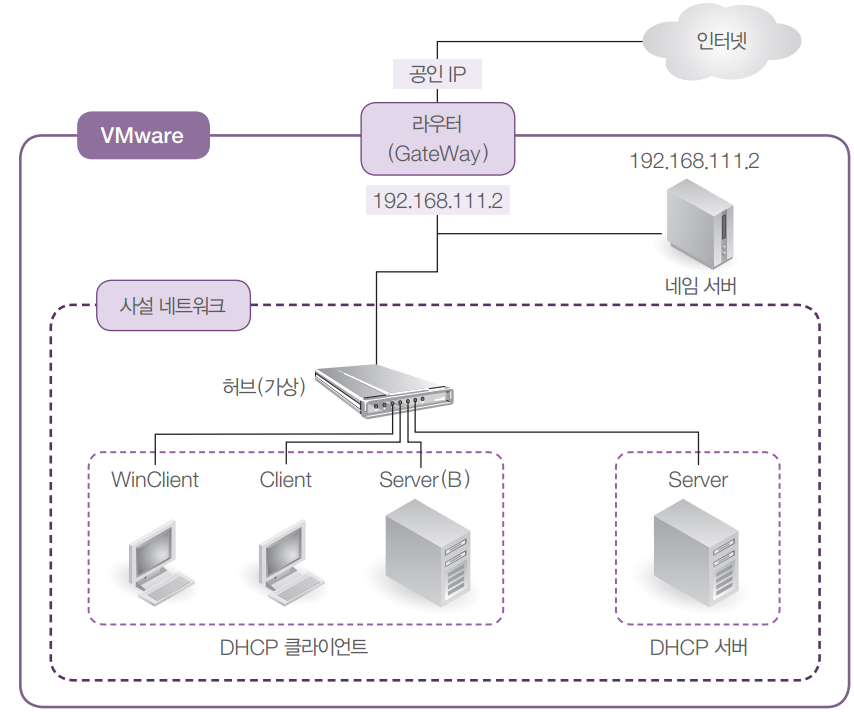 인터넷
공인 IP
VMware
라우터
(GateWay)
192.168.111.2
192.168.111.2
네임 서버
사설 네트워크
허브(가상)
WinClient
Client
Server(B)
Server
DHCP 클라이언트
DHCP 서버